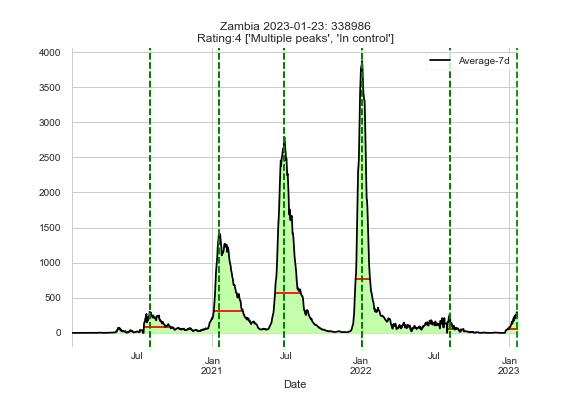 Zambia 2023-01-23: 338986
Rating:4 ['Multiple peaks', 'In control']
Average-7d
4000
3500
3000
2500
2000
1500
1000
500
0
Jul
Jan
2021
Jul
Jan
2022
Jul
Jan
2023
Date